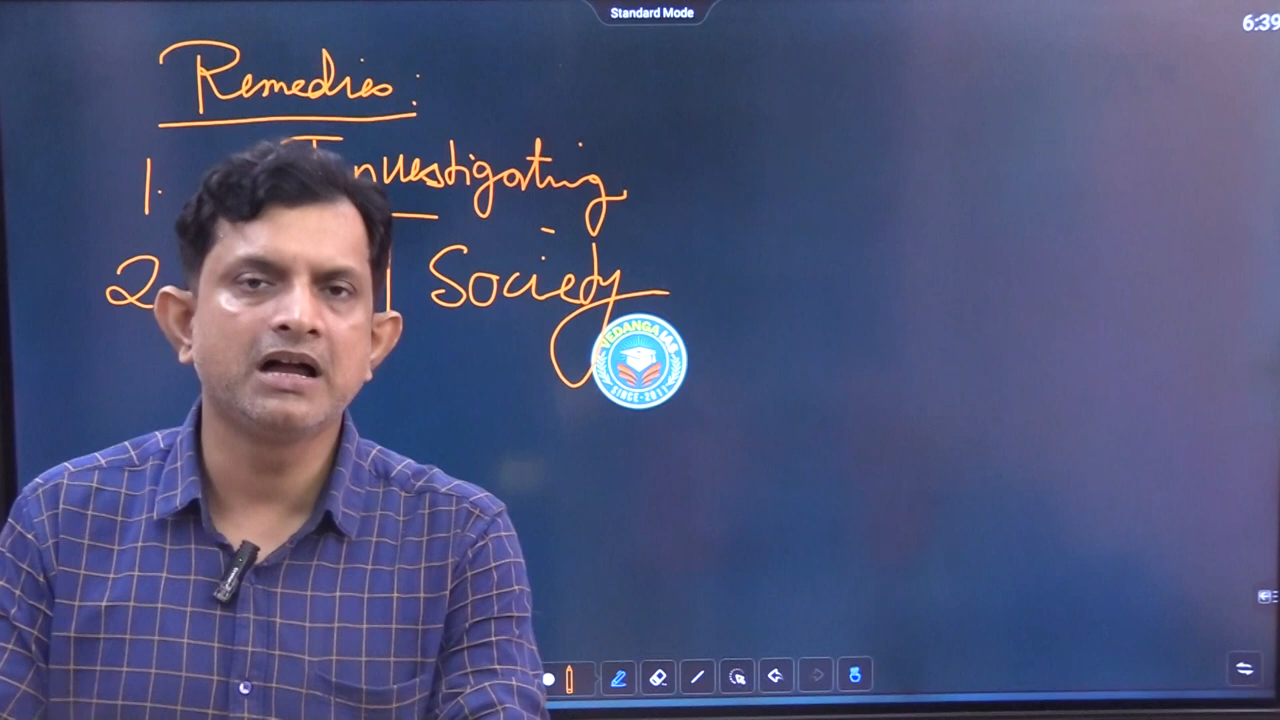 Standard Mode
6:39
Remedies:
1. Investigating
2 Society
VEDANGA IAS
SINCE-2011